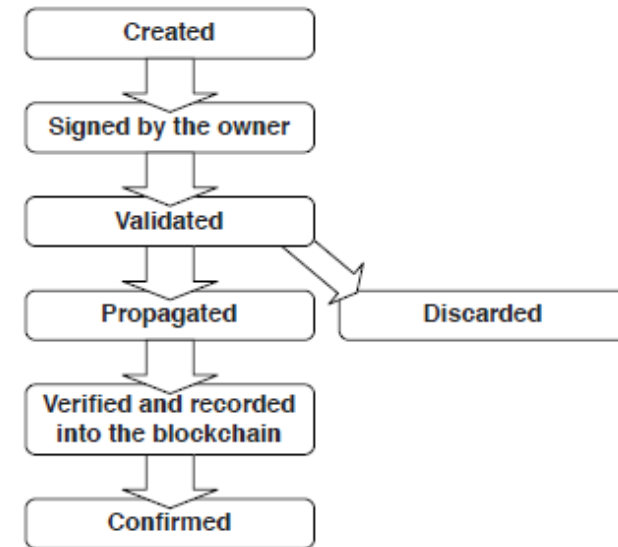 Created
Signed by the owner
Validated
Propagated
Discarded
Verified and recorded
into the blockchain
Confirmed